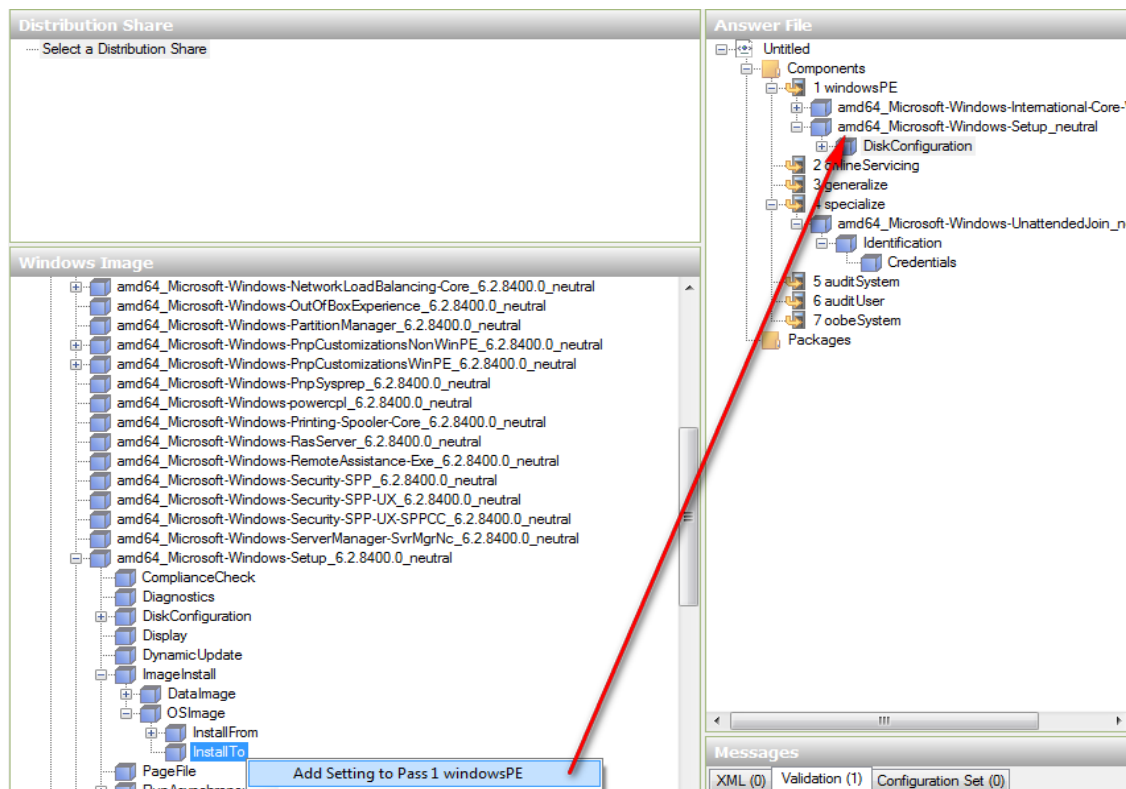 Distribution Share
Select a Distribution Share
Windows Image
amd64_Microsoft-Windows-NetworkLoadBalancing-Core_6.2.8400.0_neutral
amd64_Microsoft-Windows-OutOfBoxExperience_6.2.8400.0_neutral
amd64_Microsoft-Windows-PartitionManager_6.2.8400.0_neutral
amd64_Microsoft-Windows-PnpCustomizationsNonWinPE_6.2.8400.0_neutral
amd64_Microsoft-Windows-PnpCustomizationsWinPE_6.2.8400.0_neutral
amd64_Microsoft-Windows-PnpSysprep_6.2.8400.0_neutral
amd64_Microsoft-Windows-powercpl_6.2.8400.0_neutral
amd64_Microsoft-Windows-Printing-Spooler-Core_6.2.8400.0_neutral
amd64_Microsoft-Windows-RasServer_6.2.8400.0_neutral
amd64_Microsoft-Windows-RemoteAssistance-Exe_6.2.8400.0_neutral
amd64_Microsoft-Windows-Security-SPP_6.2.8400.0_neutral
amd64_Microsoft-Windows-Security-SPP-UX_6.2.8400.0_neutral
amd64_Microsoft-Windows-Security-SPP-UX-SPPCC_6.2.8400.0_neutral
amd64_Microsoft-Windows-ServerManager-SvrMgrNc_6.2.8400.0_neutral
amd64_Microsoft-Windows-Setup_6.2.8400.0_neutral
ComplianceCheck
Diagnostics
DiskConfiguration
Display
DynamicUpdate
ImageInstall
DataImage
OSImage
InstallFrom
InstallTo
Add Setting to Pass 1 windowsPE
PageFile
Answer File
Untitled
Components
1 windowsPE
amd64_Microsoft-Windows-International-Core-
amd64_Microsoft-Windows-Setup_neutral
DiskConfiguration
2 offlineServicing
3 generalize
4 specialize
amd64_Microsoft-Windows-UnattendedJoin_n
Identification
Credentials
5 auditSystem
6 auditUser
7 oobeSystem
Packages
Messages
XML (0)
Validation (1)
Configuration Set (0)